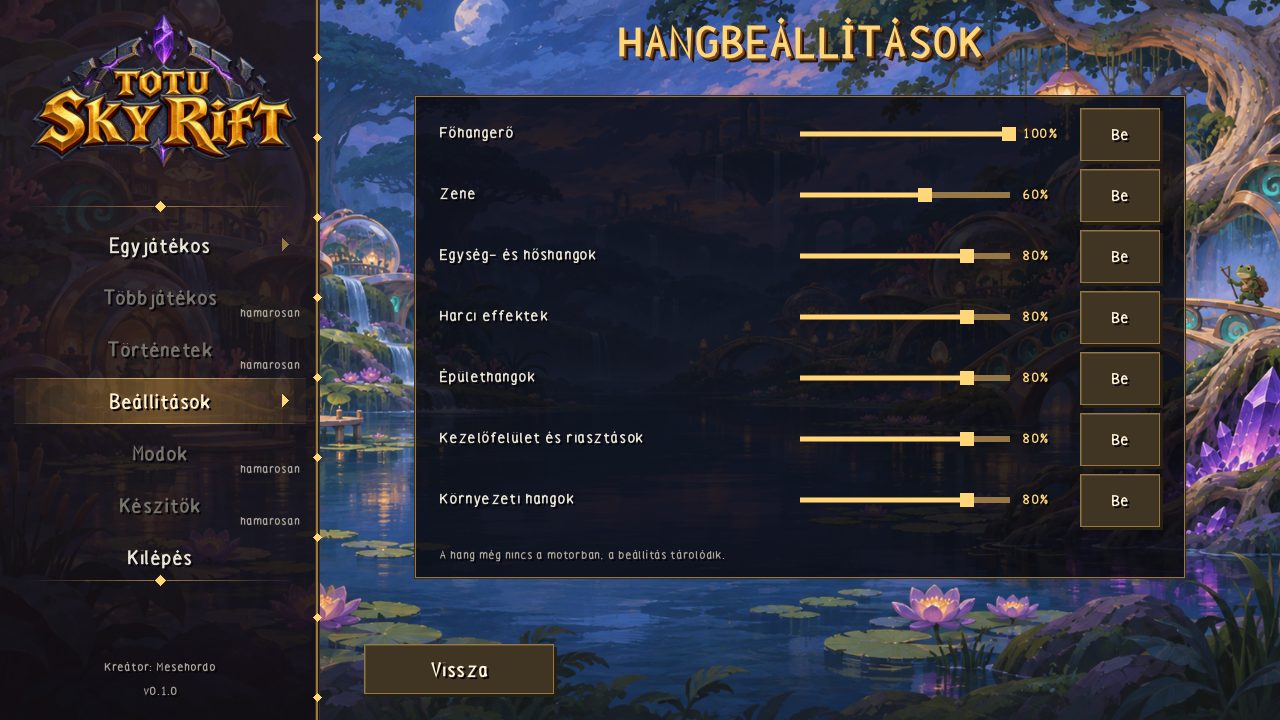 TOTU
SKY RIFT
Egyjátékos
Többjátékos
hamarosan
Történetek
hamarosan
Beállítások
Modok
hamarosan
Készítők
hamarosan
Kilépés
Kreátor: Mesehordo
v0.1.0
HANGBEÁLLÍTÁSOK
Főhangerő 100% Be
Zene 60% Be
Egység- és hőshangok 80% Be
Harci effektek 80% Be
Épülethangok 80% Be
Kezelőfelület és riasztások 80% Be
Környezeti hangok 80% Be
A hang még nincs a motorban, a beállítás tárolódik.
Vissza